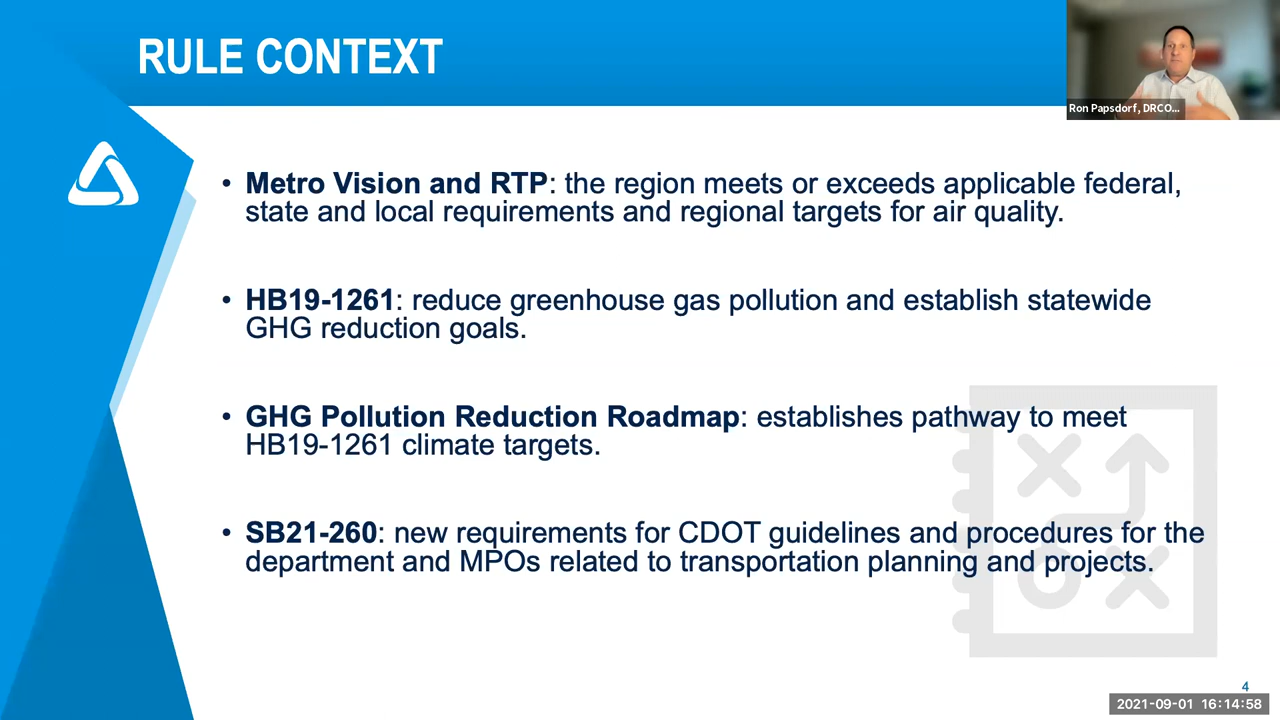 RULE CONTEXT
Ron Papsdorf, DRCO...
• Metro Vision and RTP: the region meets or exceeds applicable federal,
state and local requirements and regional targets for air quality.
• HB19-1261: reduce greenhouse gas pollution and establish statewide
GHG reduction goals.
• GHG Pollution Reduction Roadmap: establishes pathway to meet
HB19-1261 climate targets.
• SB21-260: new requirements for CDOT guidelines and procedures for the
department and MPOs related to transportation planning and projects.
4
2021-09-01 16:14:58